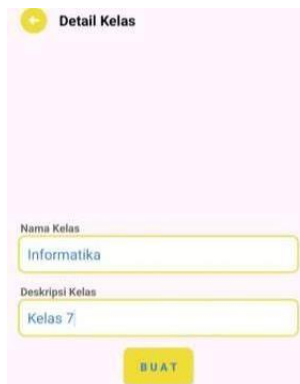 Detail Kelas
Nama Kelas
Informatika
Deskripsi Kelas
Kelas 7
BUAT